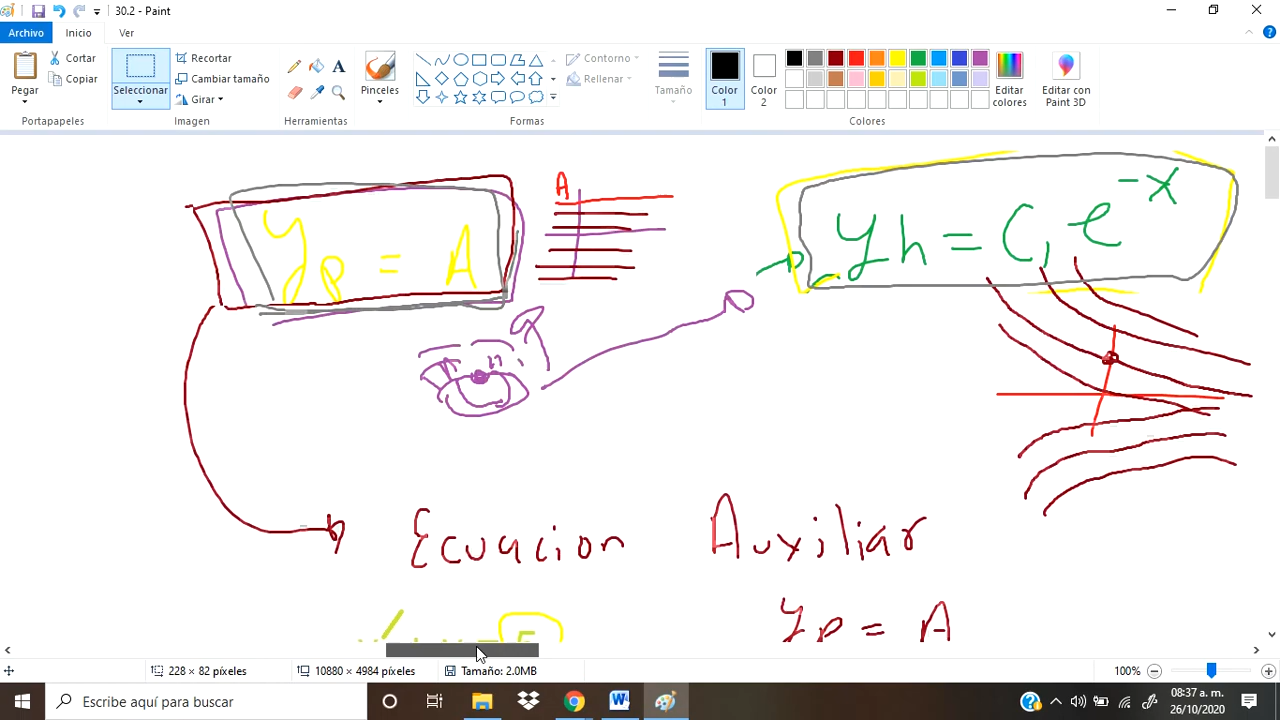 30.2 - Paint
Archivo Inicio Ver
Pegar
Cortar
Copiar
Portapapeles
Seleccionar
Recortar
Cambiar tamaño
Girar
Imagen
A
Herramientas
Pinceles
Contorno
Rellenar
Formas
Tamaño
Color 1
Color 2
Editar colores
Editar con Paint 3D
Colores
yp = A
A
yh = C1 e^-x
Ecuacion Auxiliar
yp = A
100%
228 × 82 píxeles
10880 × 4984 píxeles
Tamaño: 2.0MB
Escribe aquí para buscar
08:37 a. m.
26/10/2020